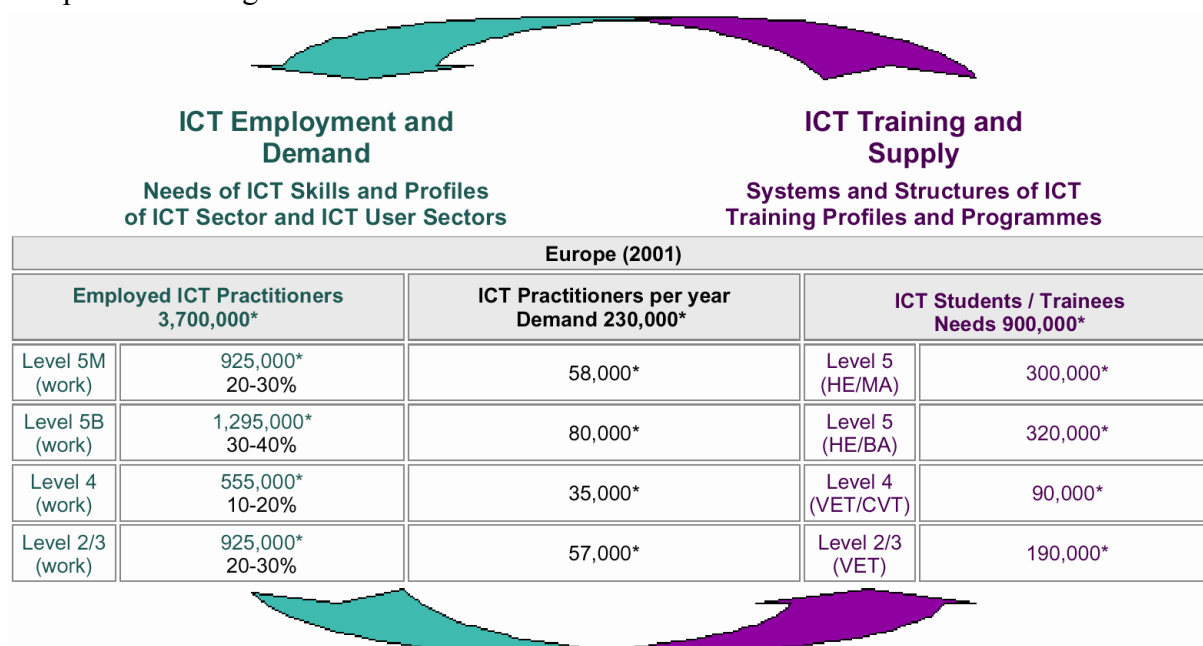 ICT Employment and
Demand
Needs of ICT Skills and Profiles
of ICT Sector and ICT User Sectors
ICT Training and
Supply
Systems and Structures of ICT
Training Profiles and Programmes
Europe (2001)
Employed ICT Practitioners
3,700,000*
ICT Practitioners per year
Demand 230,000*
ICT Students / Trainees
Needs 900,000*
Level 5M
(work)
925,000*
20-30%
58,000*
Level 5
(HE/MA)
300,000*
Level 5B
(work)
1,295,000*
30-40%
80,000*
Level 5
(HE/BA)
320,000*
Level 4
(work)
555,000*
10-20%
35,000*
Level 4
(VET/CVT)
90,000*
Level 2/3
(work)
925,000*
20-30%
57,000*
Level 2/3
(VET)
190,000*